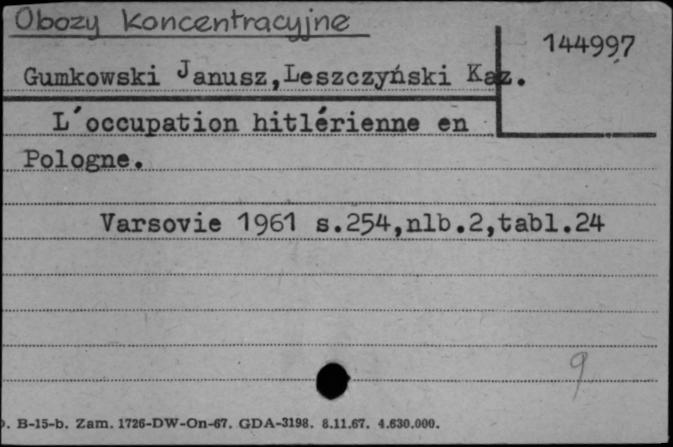 Obozy koncentracyjne
144997
Gumkowski Janusz,Leszczyński Kaz.
L'occupation hitlérienne en
Pologne.
Varsovie 1961 s.254,nlb.2,tabl.24
9
B-15-b. Zam. 1726-DW-On-67. GDA-3198. 8.11.67. 4.630.000.